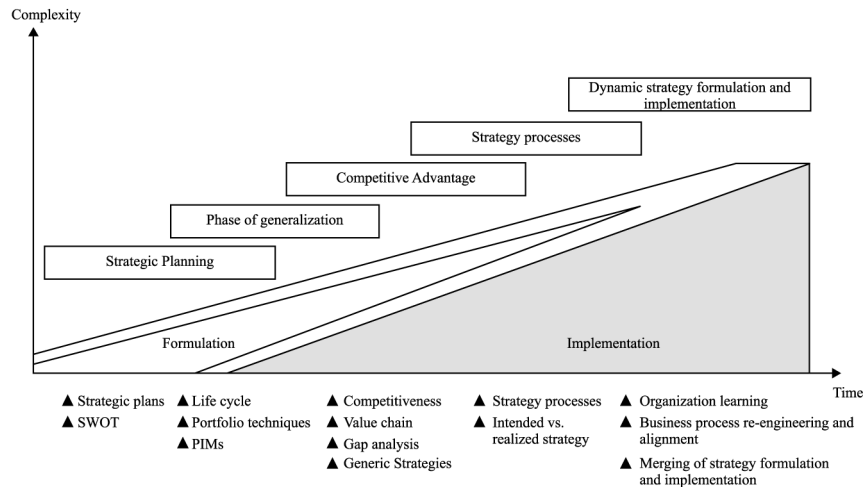 Complexity
Dynamic strategy formulation and
implementation
Strategy processes
Competitive Advantage
Phase of generalization
Strategic Planning
Formulation
Implementation
Time
▲ Strategic plans
▲ SWOT
▲ Life cycle
▲ Portfolio techniques
▲ PIMs
▲ Competitiveness
▲ Value chain
▲ Gap analysis
▲ Generic Strategies
▲ Strategy processes
▲ Intended vs.
realized strategy
▲ Organization learning
▲ Business process re-engineering and
alignment
▲ Merging of strategy formulation
and implementation